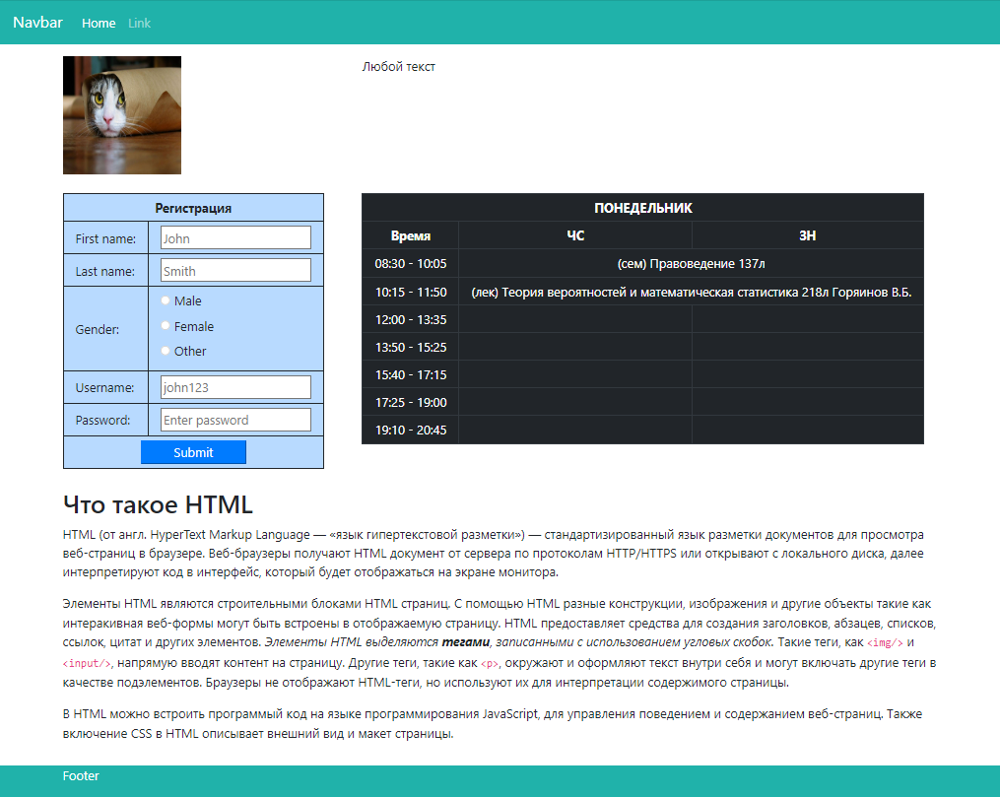 Navbar Home Link
Любой текст
Регистрация
First name: John
Last name: Smith
Gender:
Male
Female
Other
Username: john123
Password: Enter password
Submit
ПОНЕДЕЛЬНИК
Время ЧС ЗН
08:30 - 10:05 (сем) Правоведение 137л
10:15 - 11:50 (лек) Теория вероятностей и математическая статистика 218л Горяинов В.Б.
12:00 - 13:35
13:50 - 15:25
15:40 - 17:15
17:25 - 19:00
19:10 - 20:45
Что такое HTML
HTML (от англ. HyperText Markup Language — «язык гипертекстовой разметки») — стандартизированный язык разметки документов для просмотра
веб-страниц в браузере. Веб-браузеры получают HTML документ от сервера по протоколам HTTP/HTTPS или открывают с локального диска, далее
интерпретируют код в интерфейс, который будет отображаться на экране монитора.
Элементы HTML являются строительными блоками HTML страниц. С помощью HTML разные конструкции, изображения и другие объекты такие как
интеракивная веб-формы могут быть встроены в отображаемую страницу. HTML предоставляет средства для создания заголовков, абзацев, списков,
ссылок, цитат и других элементов. Элементы HTML выделяются тегами, записанными с использованием угловых скобок. Такие теги, как <img/> и
<input/>, напрямую вводят контент на страницу. Другие теги, такие как <p>, окружают и оформляют текст внутри себя и могут включать другие теги в
качестве подэлементов. Браузеры не отображают HTML-теги, но используют их для интерпретации содержимого страницы.
В HTML можно встроить программый код на языке программирования JavaScript, для управления поведением и содержанием веб-страниц. Также
включение CSS в HTML описывает внешний вид и макет страницы.
Footer